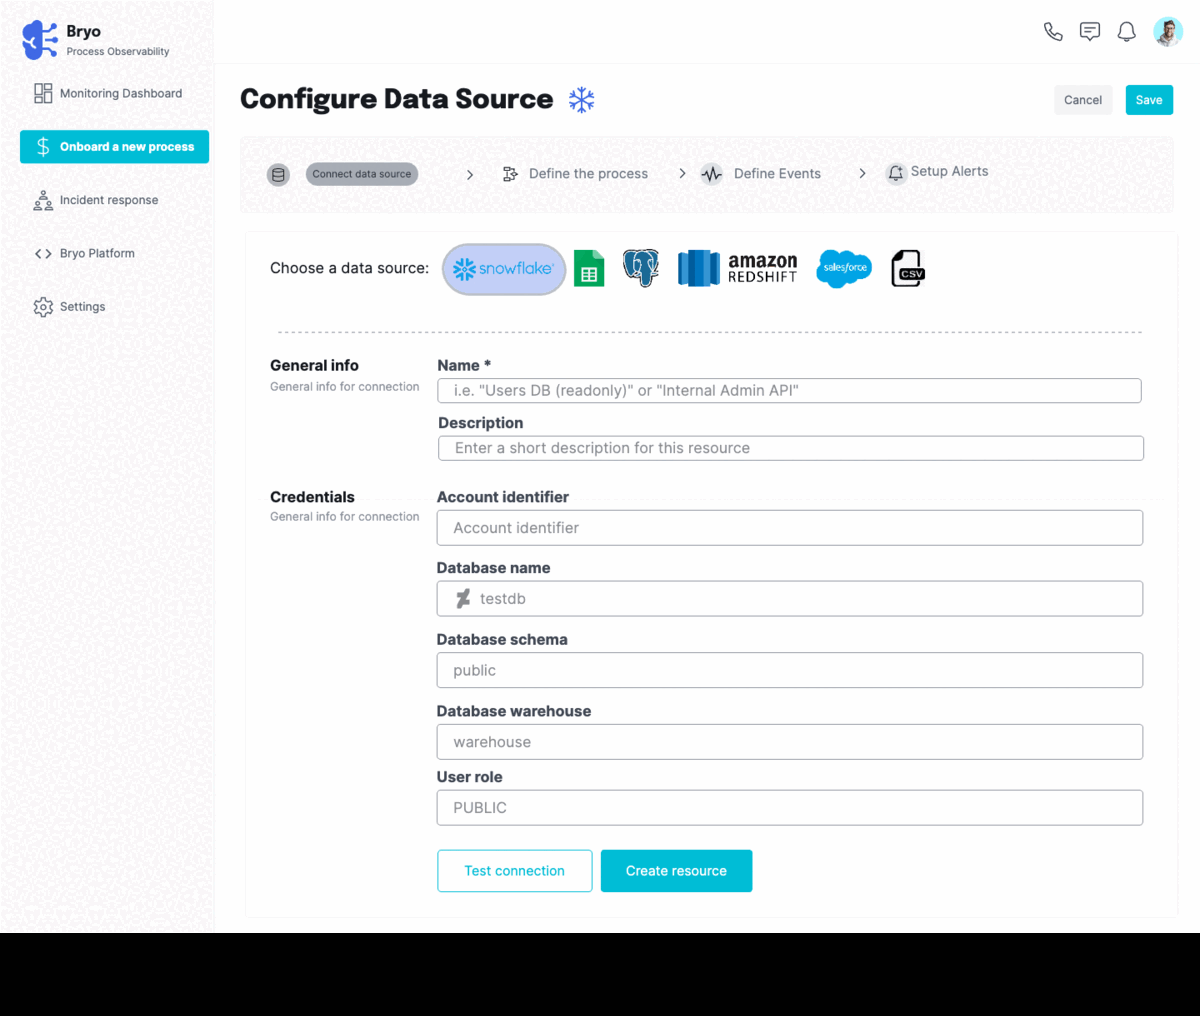 Bryo
Process Observability
Monitoring Dashboard
Onboard a new process
Incident response
Bryo Platform
Settings
Configure Data Source
Cancel
Save
Connect data source
Define the process
Define Events
Setup Alerts
Choose a data source:
snowflake®
amazon
REDSHIFT
salesforce
CSV
General info
General info for connection
Name *
i.e. "Users DB (readonly)" or "Internal Admin API"
Description
Enter a short description for this resource
Credentials
General info for connection
Account identifier
Account identifier
Database name
testdb
Database schema
public
Database warehouse
warehouse
User role
PUBLIC
Test connection
Create resource